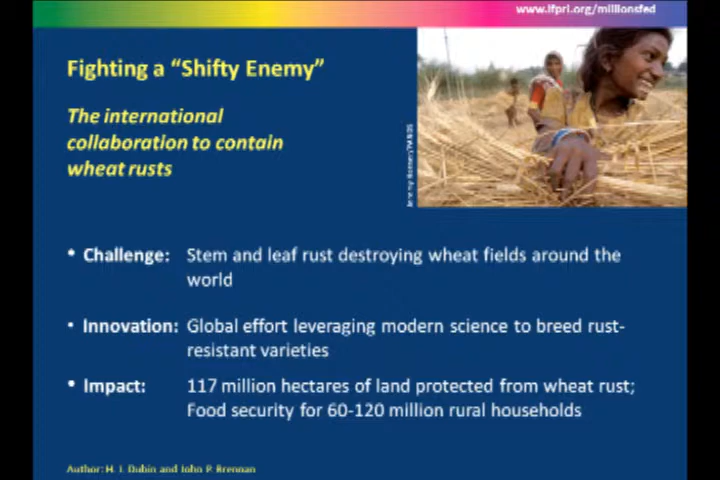 www.ifpri.org/millionsfed
Fighting a “Shifty Enemy”
The international
collaboration to contain
wheat rusts
• Challenge: Stem and leaf rust destroying wheat fields around the
world
• Innovation: Global effort leveraging modern science to breed rust-
resistant varieties
• Impact: 117 million hectares of land protected from wheat rust;
Food security for 60-120 million rural households
Author: H. J. Dubin and John P. Brennan